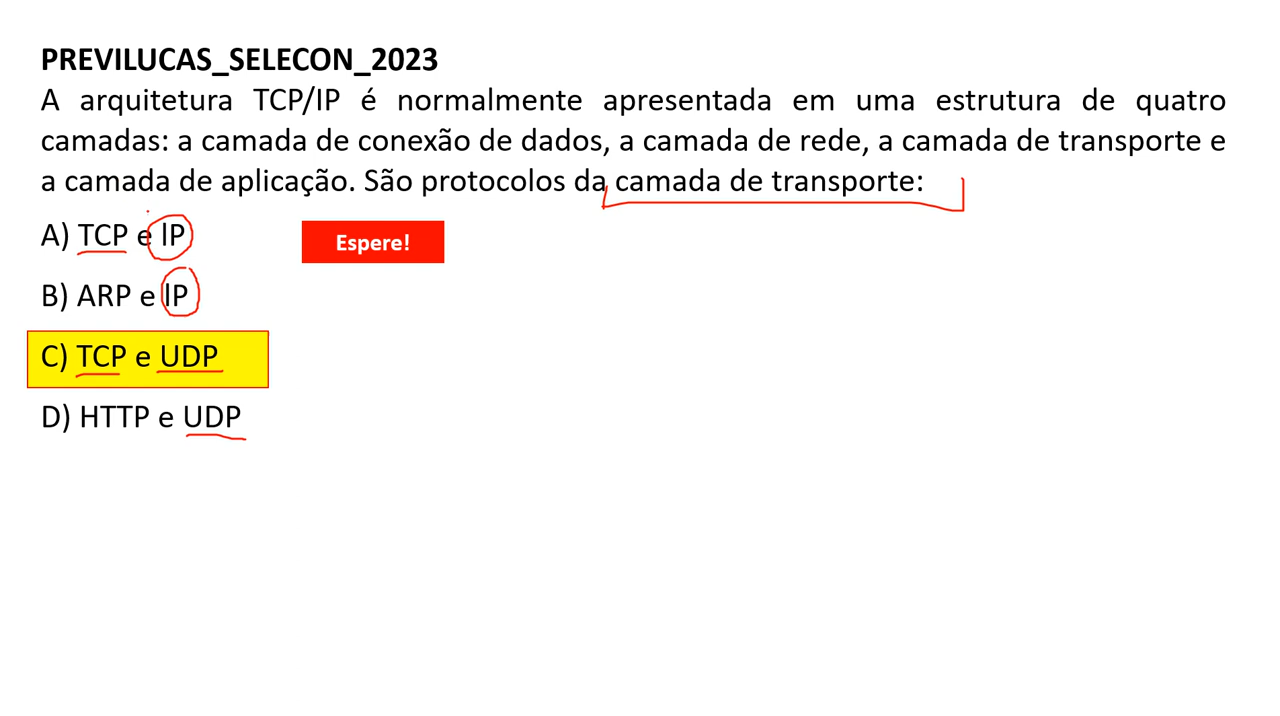 PREVILUCAS_SELECON_2023
A arquitetura TCP/IP é normalmente apresentada em uma estrutura de quatro
camadas: a camada de conexão de dados, a camada de rede, a camada de transporte e
a camada de aplicação. São protocolos da camada de transporte:
A) TCP e IP
Espere!
B) ARP e IP
C) TCP e UDP
D) HTTP e UDP